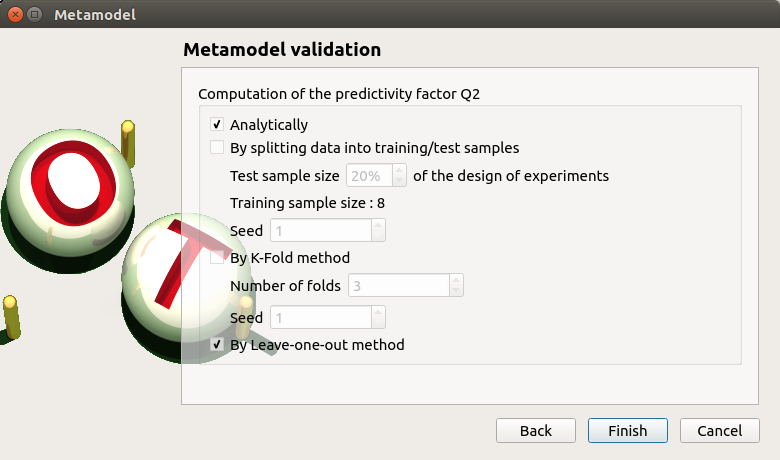 Metamodel
Metamodel validation
Computation of the predictivity factor Q2
Analytically
By splitting data into training/test samples
Test sample size 20% of the design of experiments
Training sample size : 8
Seed 1
By K-Fold method
Number of folds 3
Seed 1
By Leave-one-out method
Back Finish Cancel
O
T